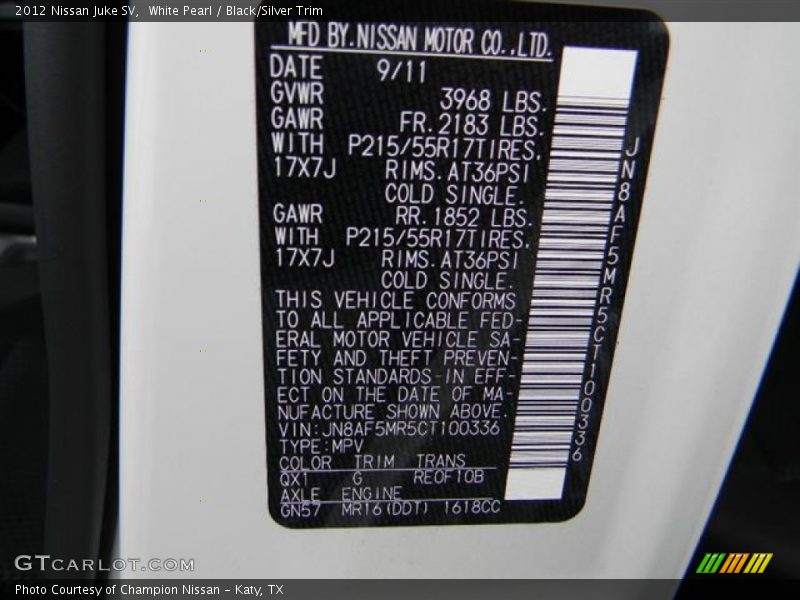 2012 Nissan Juke SV,  White Pearl / Black/Silver Trim
MFD BY.NISSAN MOTOR CO.,LTD.
DATE 9/11
GVWR 3968 LBS.
GAWR FR.2183 LBS.
WITH P215/55R17TIRES.
17X7J RIMS.AT36PSI
COLD SINGLE.
GAWR RR.1852 LBS.
WITH P215/55R17TIRES.
17X7J RIMS.AT36PSI
COLD SINGLE.
THIS VEHICLE CONFORMS
TO ALL APPLICABLE FED-
ERAL MOTOR VEHICLE SA-
FETY AND THEFT PREVEN-
TION STANDARDS-IN EFF-
ECT ON THE DATE OF MA-
NUFACTURE SHOWN ABOVE.
VIN:JN8AF5MR5CT100336
TYPE:MPV
COLOR TRIM TRANS
QX1 G RE0F10B
AXLE ENGINE
GN57 MR16(DDT) 1618CC
JN8AF5MR5CT100336
GTCARLOT.COM
Photo Courtesy of Champion Nissan - Katy, TX